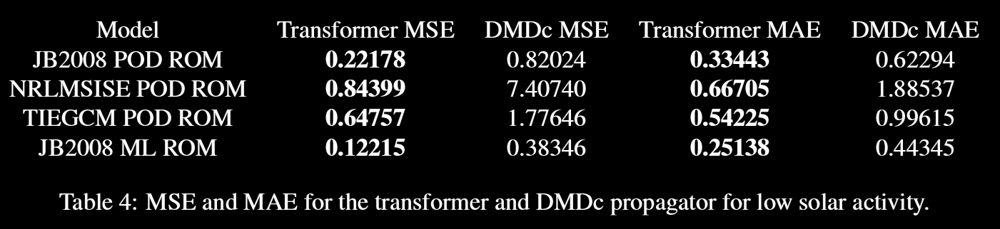 Model Transformer MSE DMDc MSE Transformer MAE DMDc MAE
JB2008 POD ROM 0.22178 0.82024 0.33443 0.62294
NRLMSISE POD ROM 0.84399 7.40740 0.66705 1.88537
TIEGCM POD ROM 0.64757 1.77646 0.54225 0.99615
JB2008 ML ROM 0.12215 0.38346 0.25138 0.44345
Table 4: MSE and MAE for the transformer and DMDc propagator for low solar activity.